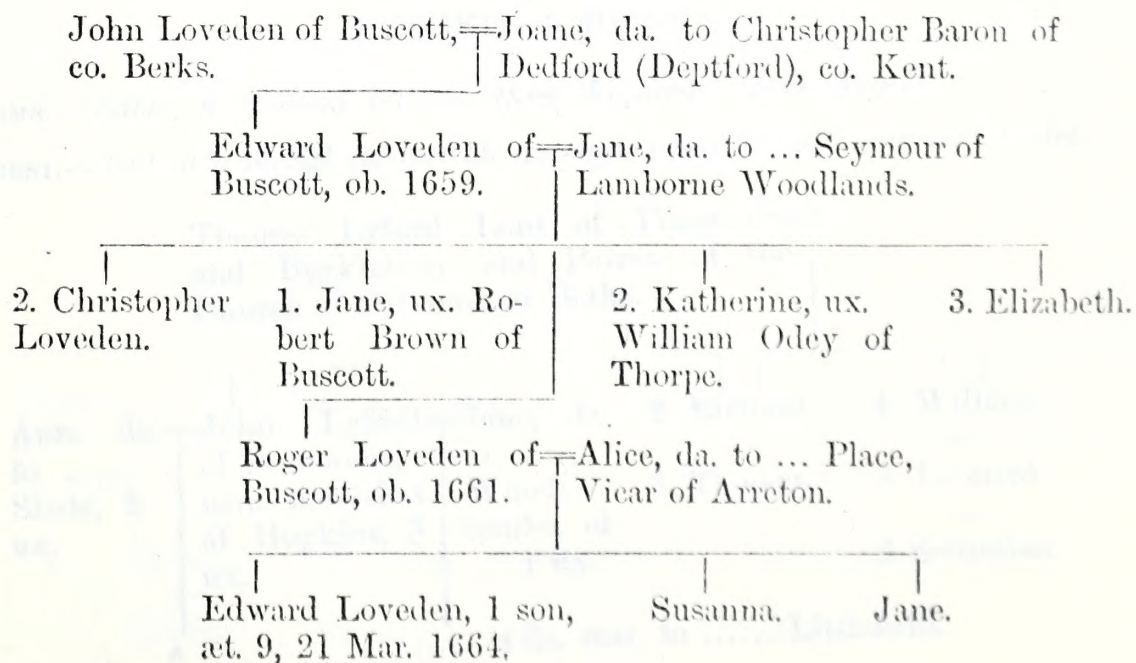 John Loveden of Buscott,=Joane, da. to Christopher Baron of
co. Berks. Dedford (Deptford), co. Kent.
Edward Loveden of=Jane, da. to ... Seymour of
Buscott, ob. 1659. Lamborne Woodlands.
2. Christopher 1. Jane, ux. Ro- 2. Katherine, ux. 3. Elizabeth.
Loveden. bert Brown of William Odey of
Buscott. Thorpe.
Roger Loveden of=Alice, da. to ... Place,
Buscott, ob. 1661. Vicar of Arreton.
Edward Loveden, 1 son, Susanna. Jane.
æt. 9, 21 Mar. 1664.